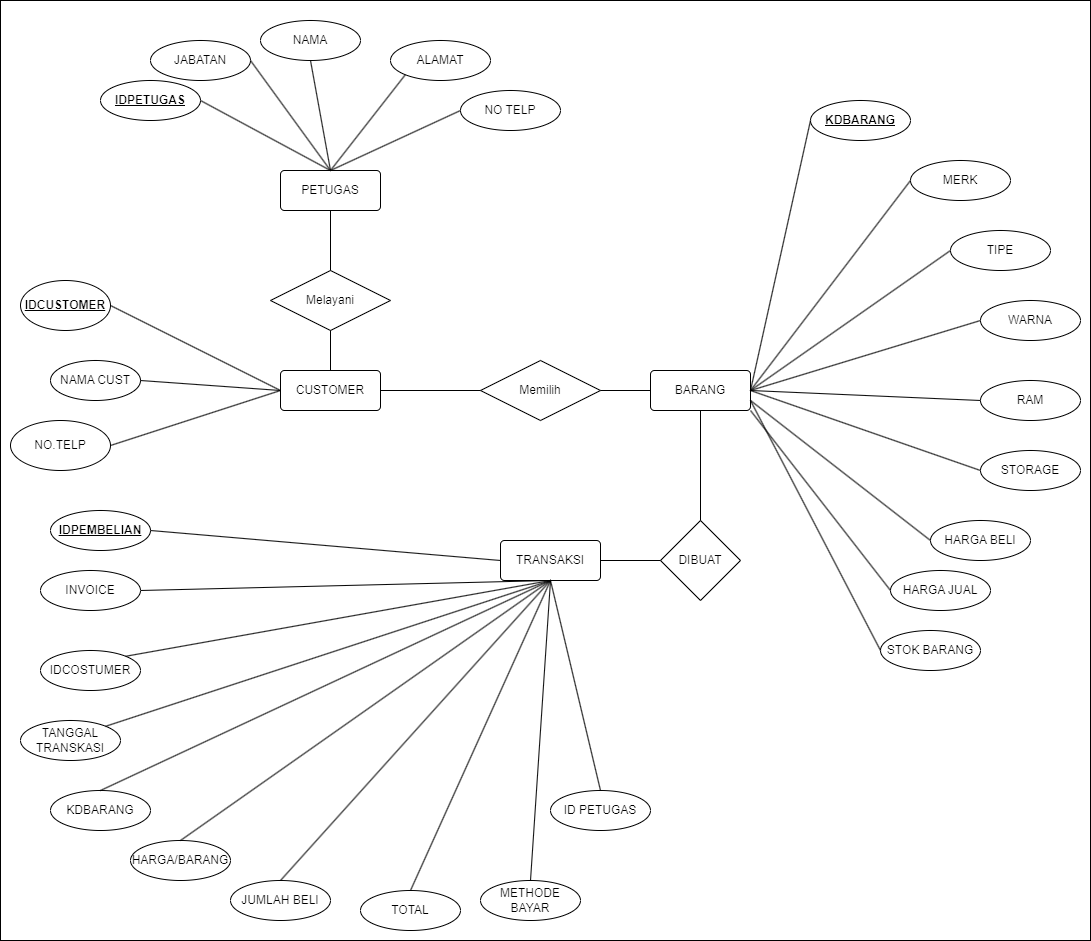 NAMA
JABATAN
ALAMAT
IDPETUGAS
NO TELP
KDBARANG
MERK
PETUGAS
TIPE
Melayani
IDCUSTOMER
WARNA
NAMA CUST
CUSTOMER
Memilih
BARANG
RAM
NO.TELP
STORAGE
IDPEMBELIAN
HARGA BELI
TRANSAKSI
DIBUAT
INVOICE
HARGA JUAL
STOK BARANG
IDCOSTUMER
TANGGAL
TRANSKASI
KDBARANG
ID PETUGAS
HARGA/BARANG
JUMLAH BELI
METHODE
BAYAR
TOTAL